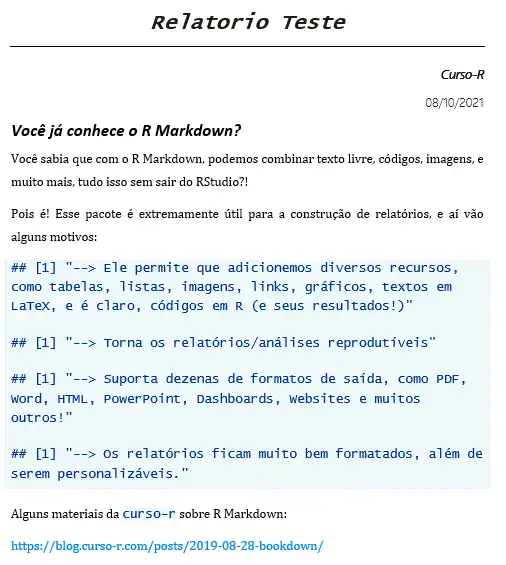 Relatorio Teste
Curso-R
08/10/2021
Você já conhece o R Markdown?
Você sabia que com o R Markdown, podemos combinar texto livre, códigos, imagens, e
muito mais, tudo isso sem sair do RStudio?!
Pois é! Esse pacote é extremamente útil para a construção de relatórios, e aí vão
alguns motivos:
## [1] "--> Ele permite que adicionemos diversos recursos,
como tabelas, listas, imagens, links, gráficos, textos em
LaTeX, e é claro, códigos em R (e seus resultados!)"
## [1] "--> Torna os relatórios/análises reprodutíveis"
## [1] "--> Suporta dezenas de formatos de saída, como PDF,
Word, HTML, PowerPoint, Dashboards, Websites e muitos
outros!"
## [1] "--> Os relatórios ficam muito bem formatados, além de
serem personalizáveis."
Alguns materiais da curso-r sobre R Markdown:
https://blog.curso-r.com/posts/2019-08-28-bookdown/